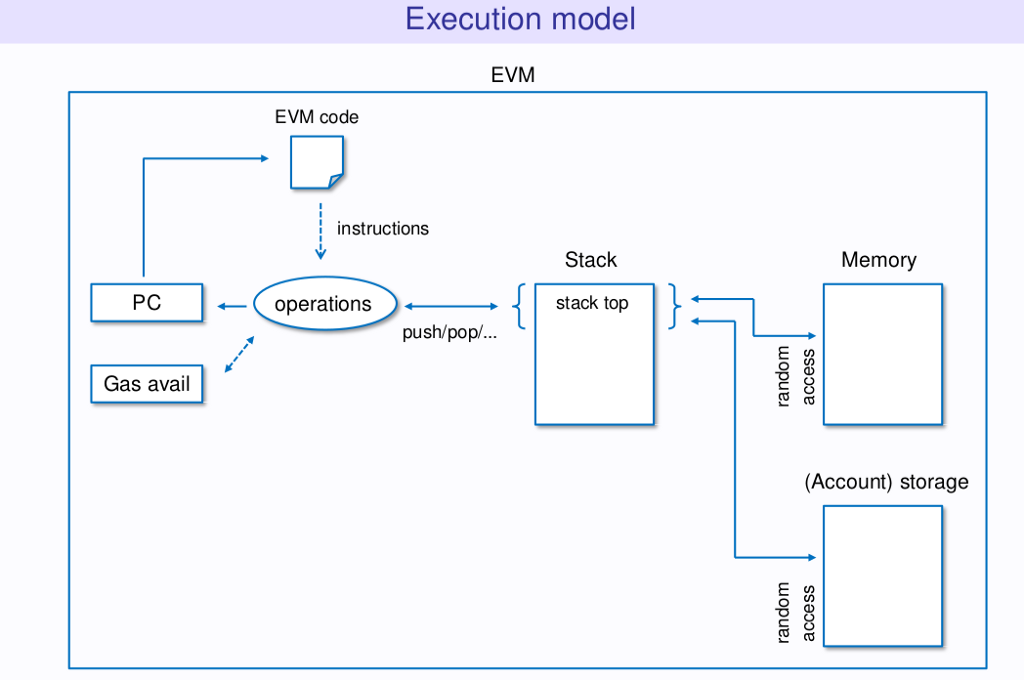 Execution model
EVM
EVM code
instructions
Stack
Memory
PC
operations
stack top
push/pop/...
random
access
Gas avail
(Account) storage
random
access